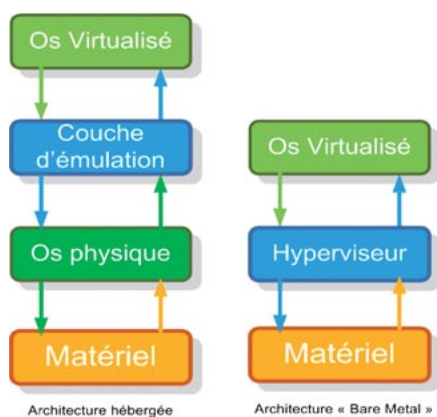 Os Virtualisé
Couche
d'émulation
Os physique
Matériel
Architecture hébergée
Os Virtualisé
Hyperviseur
Matériel
Architecture « Bare Metal »